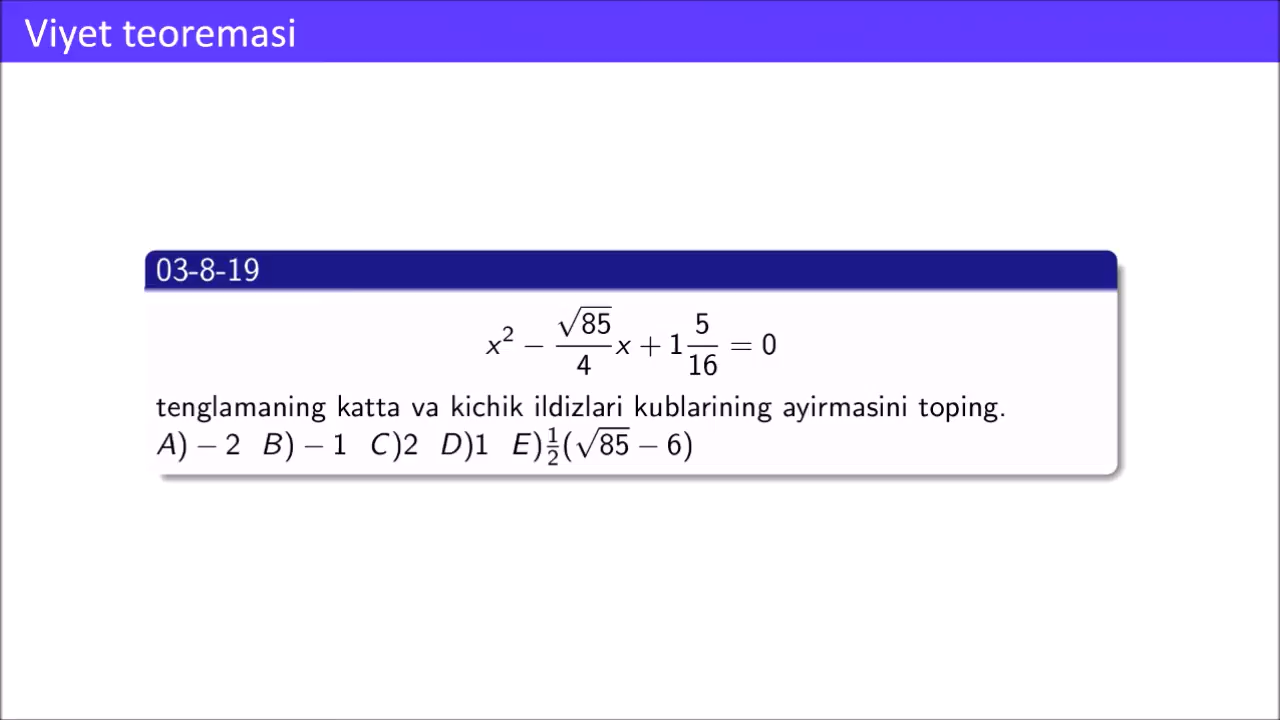 Viyet teoremasi
03-8-19
x² − √85/4 x + 1 5/16 = 0
tenglamaning katta va kichik ildizlari kublarining ayirmasini toping.
A) − 2 B) − 1 C)2 D)1 E)½(√85 − 6)